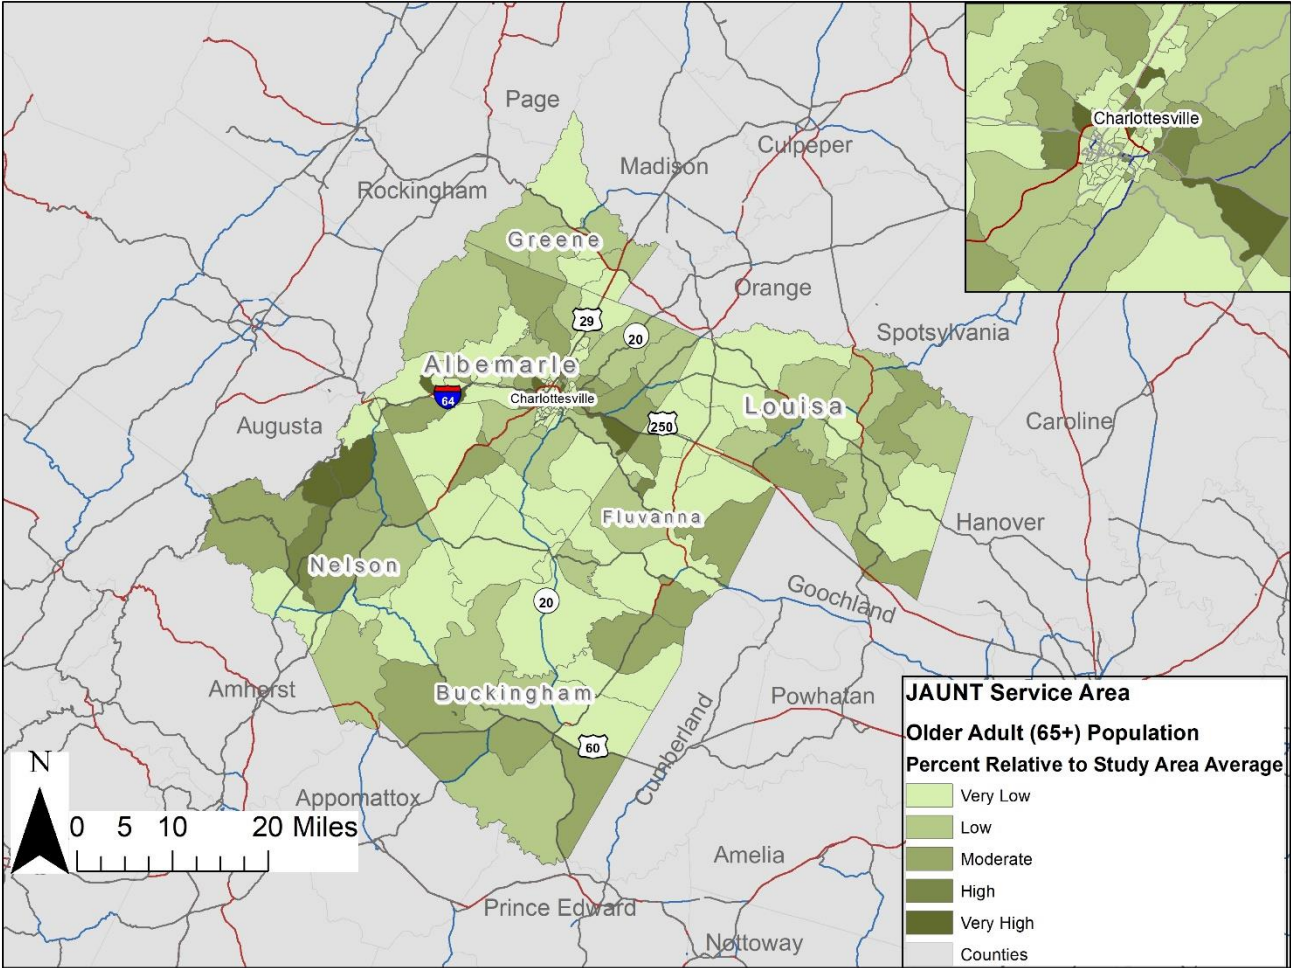 Page
Madison
Culpeper
Rockingham
Greene
Orange
Spotsylvania
29
20
Albemarle
64
Charlottesville
Louisa
250
Augusta
Caroline
Fluvanna
Hanover
Nelson
20
Goochland
Amherst
Buckingham
Powhatan
60
Cumberland
Appomattox
Amelia
Prince Edward
Nottoway
Charlottesville
N
0 5 10 20 Miles
JAUNT Service Area
Older Adult (65+) Population
Percent Relative to Study Area Average
Very Low
Low
Moderate
High
Very High
Counties